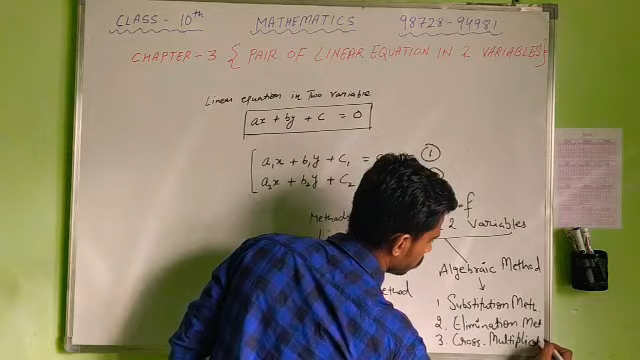 CLASS - 10th MATHEMATICS 98728-94981
CHAPTER-3 { PAIR OF LINEAR EQUATION IN 2 VARIABLES }
Linear equation in Two variable
ax + by + c = 0
a₁x + b₁y + c₁ = 1
a₂x + b₂y + c₂
Methods f
2 Variables
Algebraic Method
ethod
1 Substitution Meth.
2. Elimination Met
3. Cross-Multiplicat